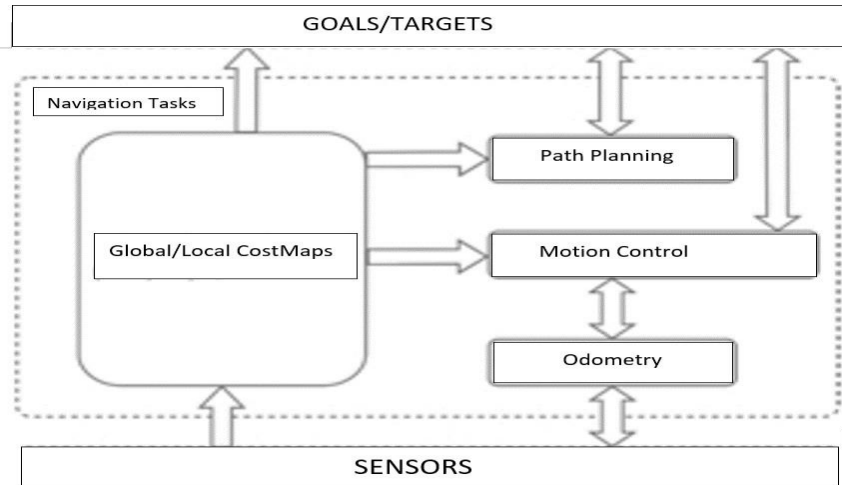 GOALS/TARGETS
Navigation Tasks
Path Planning
Global/Local CostMaps
Motion Control
Odometry
SENSORS